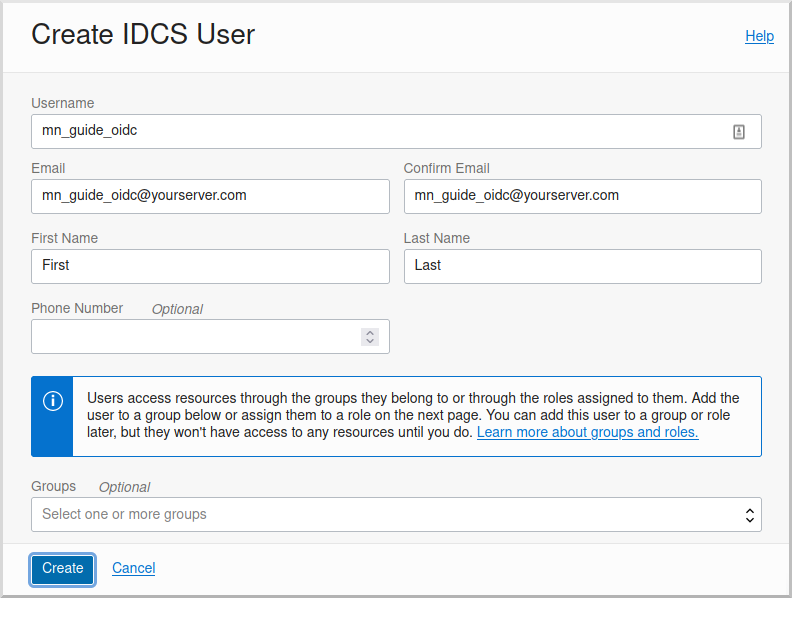 Create IDCS User
Help
Username
mn_guide_oidc
Email
Confirm Email
mn_guide_oidc@yourserver.com
mn_guide_oidc@yourserver.com
First Name
Last Name
First
Last
Phone Number Optional
Users access resources through the groups they belong to or through the roles assigned to them. Add the
user to a group below or assign them to a role on the next page. You can add this user to a group or role
later, but they won't have access to any resources until you do. Learn more about groups and roles.
Groups Optional
Select one or more groups
Create
Cancel